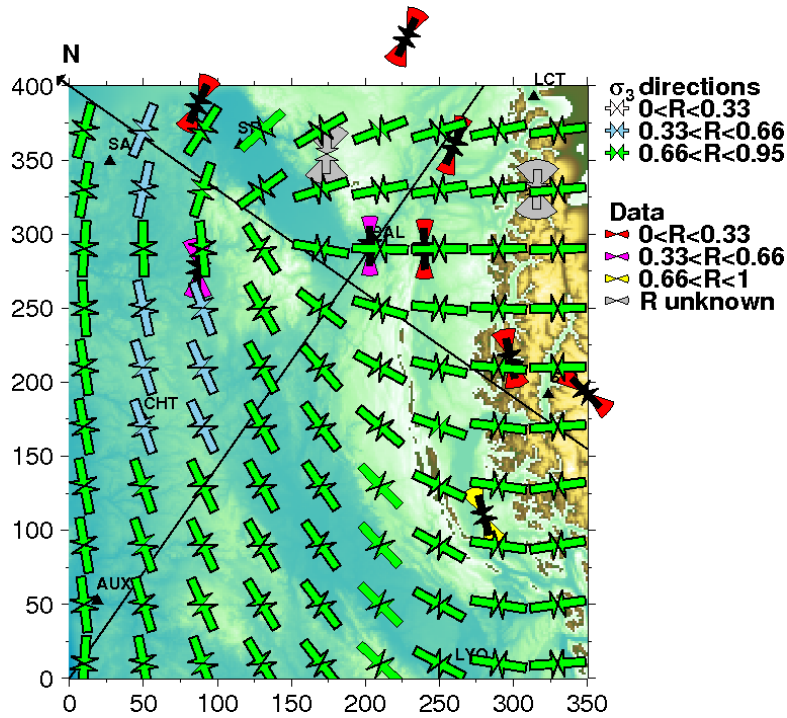 N
LCT
400
350
300
250
200
150
100
50
0
SA
BAL
CHT
AUX
LYO
0 50 100 150 200 250 300 350
σ3 directions
0<R<0.33
0.33<R<0.66
0.66<R<0.95
Data
0<R<0.33
0.33<R<0.66
0.66<R<1
R unknown